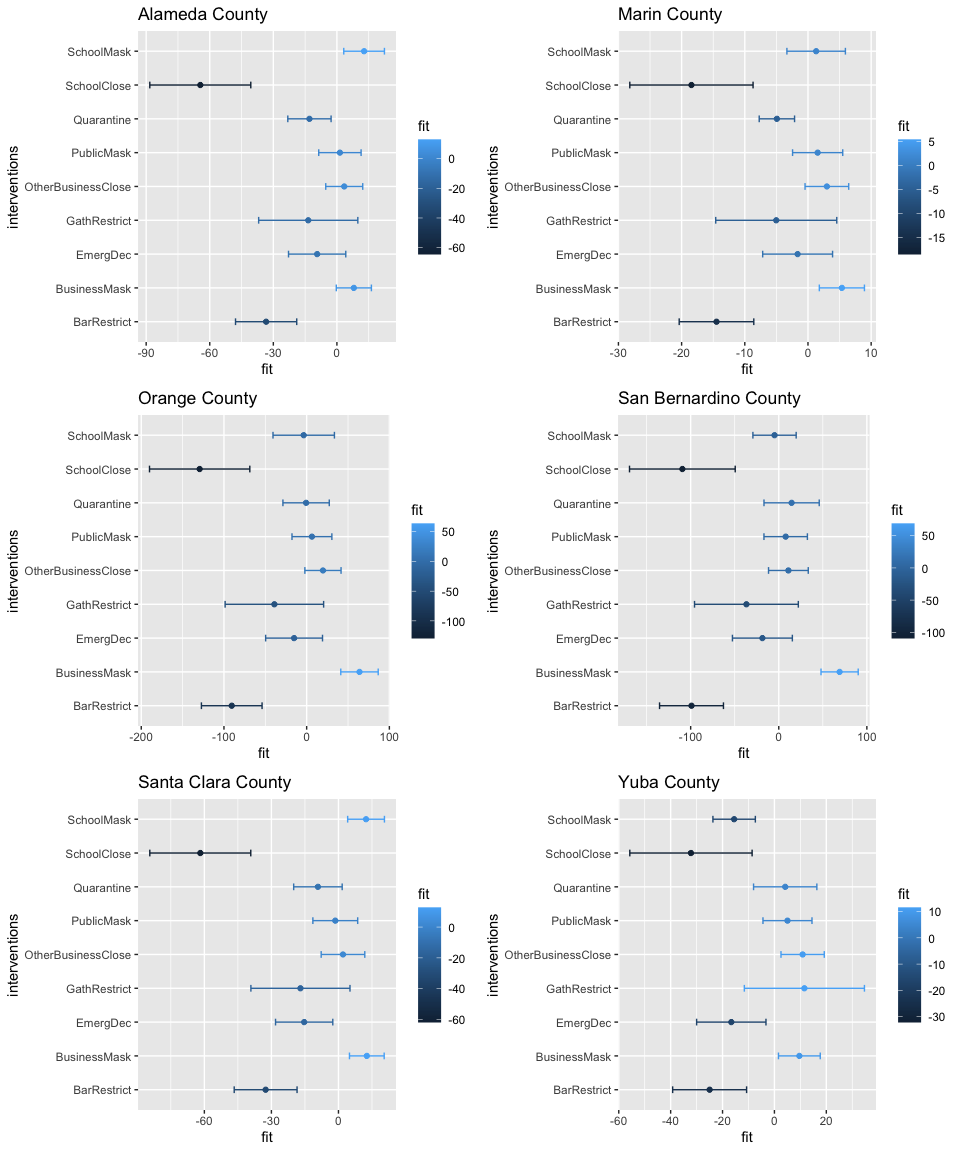 Alameda County
interventions
SchoolMask
SchoolClose
Quarantine
PublicMask
OtherBusinessClose
GathRestrict
EmergDec
BusinessMask
BarRestrict
-90 -60 -30 0
fit
fit
0
-20
-40
-60
Marin County
interventions
SchoolMask
SchoolClose
Quarantine
PublicMask
OtherBusinessClose
GathRestrict
EmergDec
BusinessMask
BarRestrict
-30 -20 -10 0 10
fit
fit
5
0
-5
-10
-15
Orange County
interventions
SchoolMask
SchoolClose
Quarantine
PublicMask
OtherBusinessClose
GathRestrict
EmergDec
BusinessMask
BarRestrict
-200 -100 0 100
fit
fit
50
0
-50
-100
San Bernardino County
interventions
SchoolMask
SchoolClose
Quarantine
PublicMask
OtherBusinessClose
GathRestrict
EmergDec
BusinessMask
BarRestrict
-100 0 100
fit
fit
50
0
-50
-100
Santa Clara County
interventions
SchoolMask
SchoolClose
Quarantine
PublicMask
OtherBusinessClose
GathRestrict
EmergDec
BusinessMask
BarRestrict
-60 -30 0
fit
fit
0
-20
-40
-60
Yuba County
interventions
SchoolMask
SchoolClose
Quarantine
PublicMask
OtherBusinessClose
GathRestrict
EmergDec
BusinessMask
BarRestrict
-60 -40 -20 0 20
fit
fit
10
0
-10
-20
-30